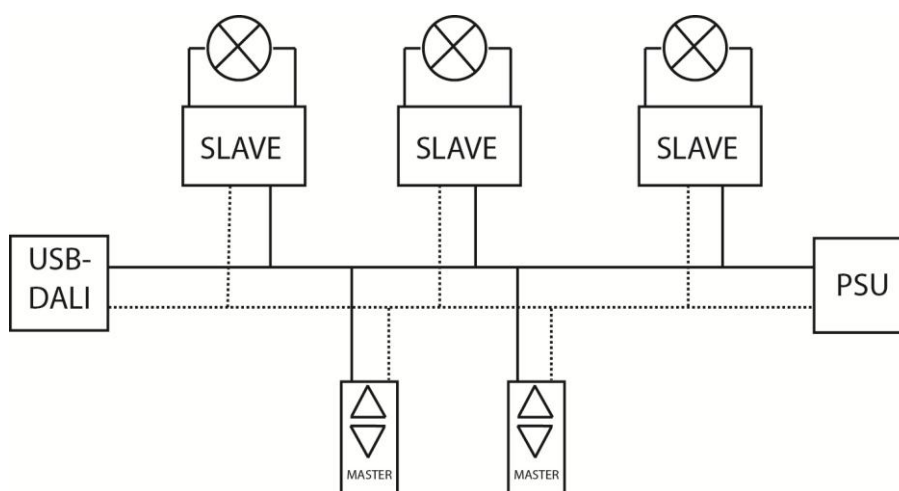 SLAVE
SLAVE
SLAVE
USB-
DALI
PSU
MASTER
MASTER